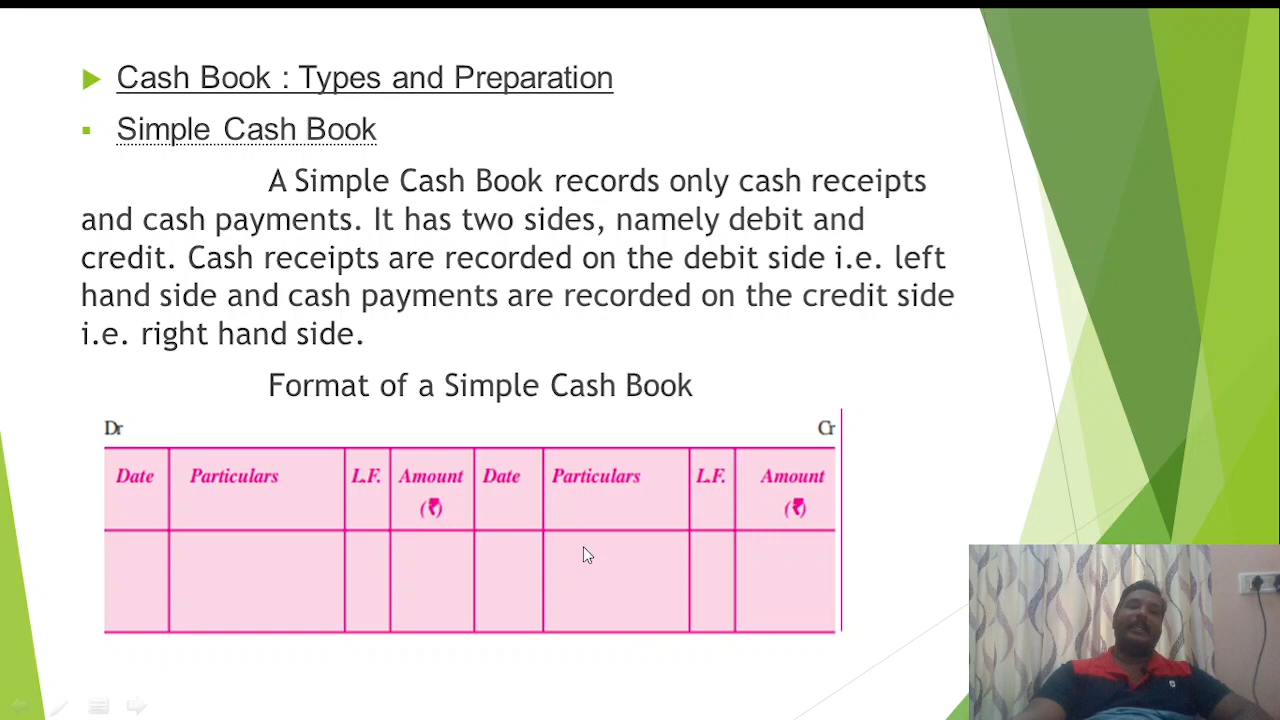 Cash Book : Types and Preparation
Simple Cash Book
A Simple Cash Book records only cash receipts
and cash payments. It has two sides, namely debit and
credit. Cash receipts are recorded on the debit side i.e. left
hand side and cash payments are recorded on the credit side
i.e. right hand side.
Format of a Simple Cash Book
Dr Cr
Date Particulars L.F. Amount Date Particulars L.F. Amount
(₹) (₹)